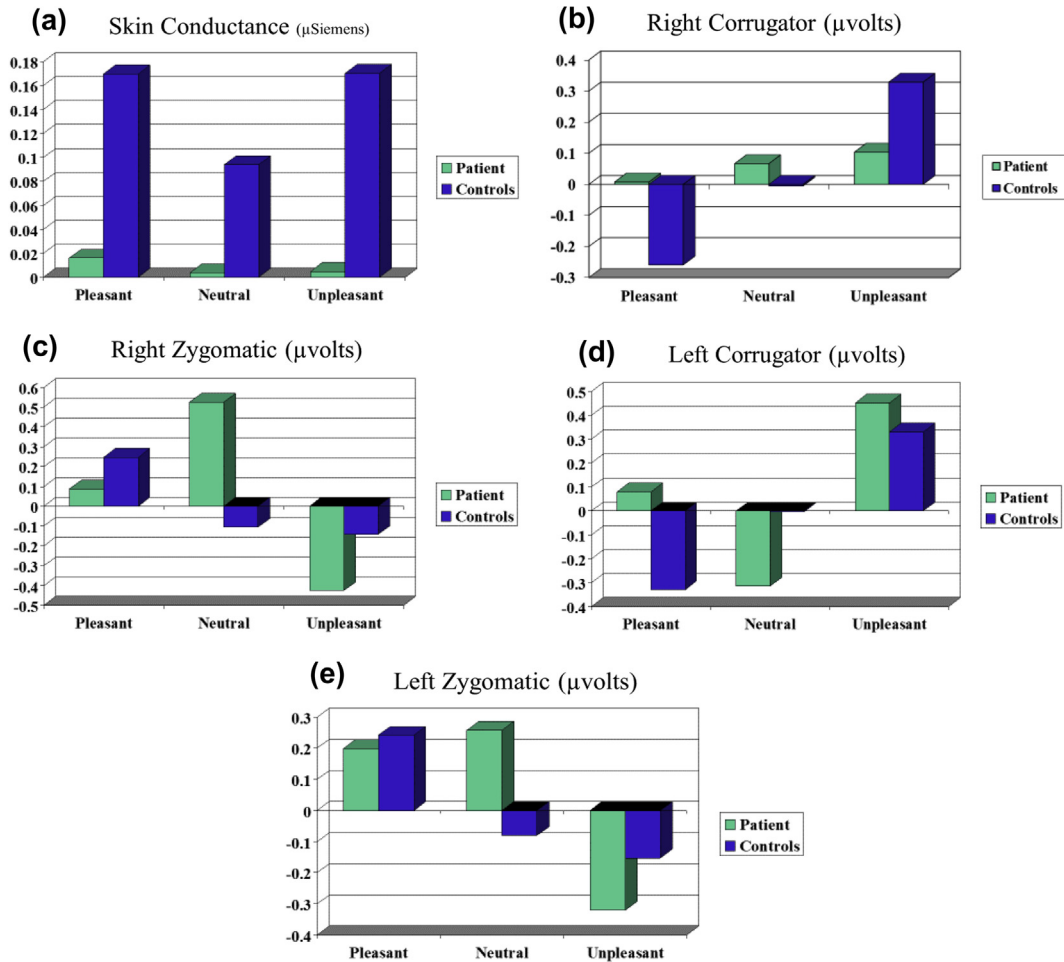 (a)
Skin Conductance (µSiemens)
0.18
0.16
0.14
0.12
0.1
0.08
0.06
0.04
0.02
0
Pleasant Neutral Unpleasant
Patient
Controls
(b)
Right Corrugator (µvolts)
0.4
0.3
0.2
0.1
0
-0.1
-0.2
-0.3
Pleasant Neutral Unpleasant
Patient
Controls
(c)
Right Zygomatic (µvolts)
0.6
0.5
0.4
0.3
0.2
0.1
0
-0.1
-0.2
-0.3
-0.4
-0.5
Pleasant Neutral Unpleasant
Patient
Controls
(d)
Left Corrugator (µvolts)
0.5
0.4
0.3
0.2
0.1
0
-0.1
-0.2
-0.3
-0.4
Pleasant Neutral Unpleasant
Patient
Controls
(e)
Left Zygomatic (µvolts)
0.3
0.2
0.1
0
-0.1
-0.2
-0.3
-0.4
Pleasant Neutral Unpleasant
Patient
Controls